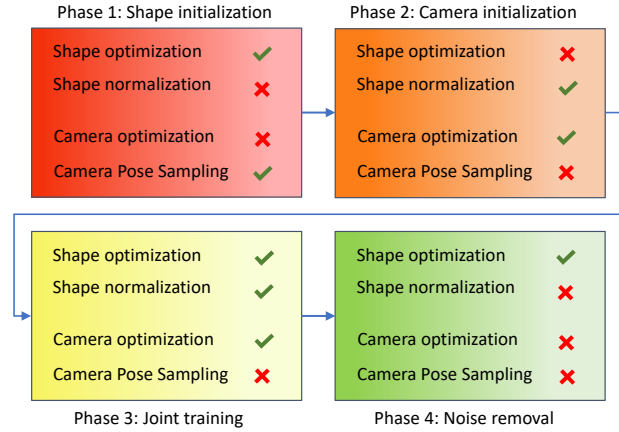 Phase 1: Shape initialization
Shape optimization
Shape normalization
Camera optimization
Camera Pose Sampling
Phase 2: Camera initialization
Shape optimization
Shape normalization
Camera optimization
Camera Pose Sampling
Shape optimization
Shape normalization
Camera optimization
Camera Pose Sampling
Phase 3: Joint training
Shape optimization
Shape normalization
Camera optimization
Camera Pose Sampling
Phase 4: Noise removal